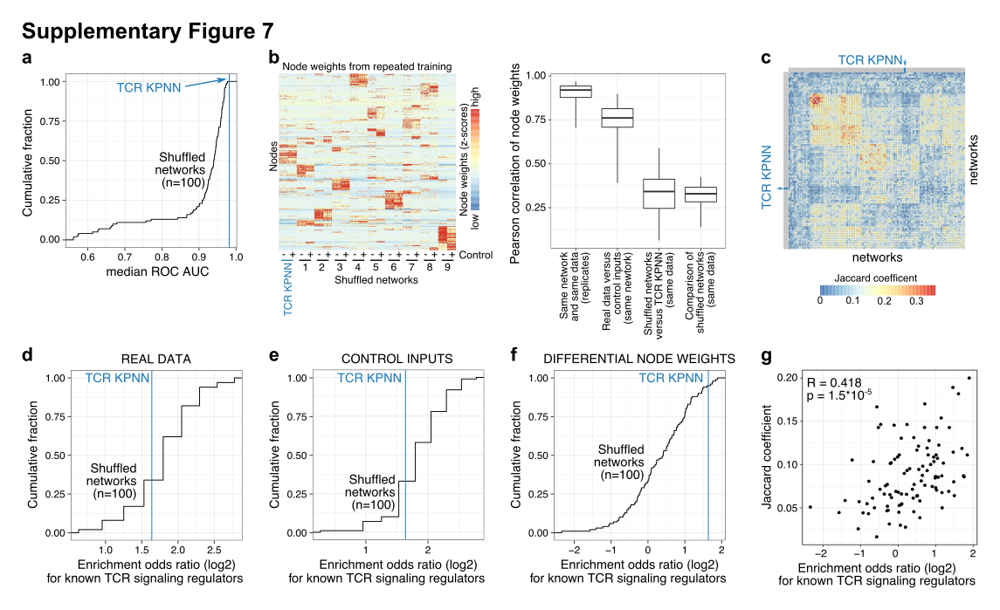 Supplementary Figure 7
a
TCR KPNN
Shuffled
networks
(n=100)
Cumulative fraction
1.00
0.75
0.50
0.25
0.00
0.6
0.7
0.8
0.9
1.0
median ROC AUC
b
Node weights from repeated training
Nodes
low Node weights (z-scores) high
- + - + - + - + - + - + - + - + - + - + Control
TCR KPNN
1 2 3 4 5 6 7 8 9
Shuffled networks
Pearson correlation of node weights
1.00
0.75
0.50
0.25
Same network
and same data
(replicates)
Real data versus
control inputs
(same newtork)
Shuffled networks
versus TCR KPNN
(same data)
Comparison of
shuffled networks
(same data)
c
TCR KPNN
TCR KPNN
networks
networks
Jaccard coefficent
0 0.1 0.2 0.3
d
REAL DATA
TCR KPNN
Shuffled
networks
(n=100)
Cumulative fraction
1.00
0.75
0.50
0.25
0.00
1.0 1.5 2.0 2.5
Enrichment odds ratio (log2)
for known TCR signaling regulators
e
CONTROL INPUTS
TCR KPNN
Shuffled
networks
(n=100)
Cumulative fraction
1.00
0.75
0.50
0.25
0.00
1 2
Enrichment odds ratio (log2)
for known TCR signaling regulators
f
DIFFERENTIAL NODE WEIGHTS
TCR KPNN
Shuffled
networks
(n=100)
Cumulative fraction
1.00
0.75
0.50
0.25
0.00
−2 −1 0 1 2
Enrichment odds ratio (log2)
for known TCR signaling regulators
g
R = 0.418
p = 1.5*10-5
Jaccard coefficient
0.20
0.15
0.10
0.05
−2 −1 0 1 2
Enrichment odds ratio (log2)
for known TCR signaling regulators